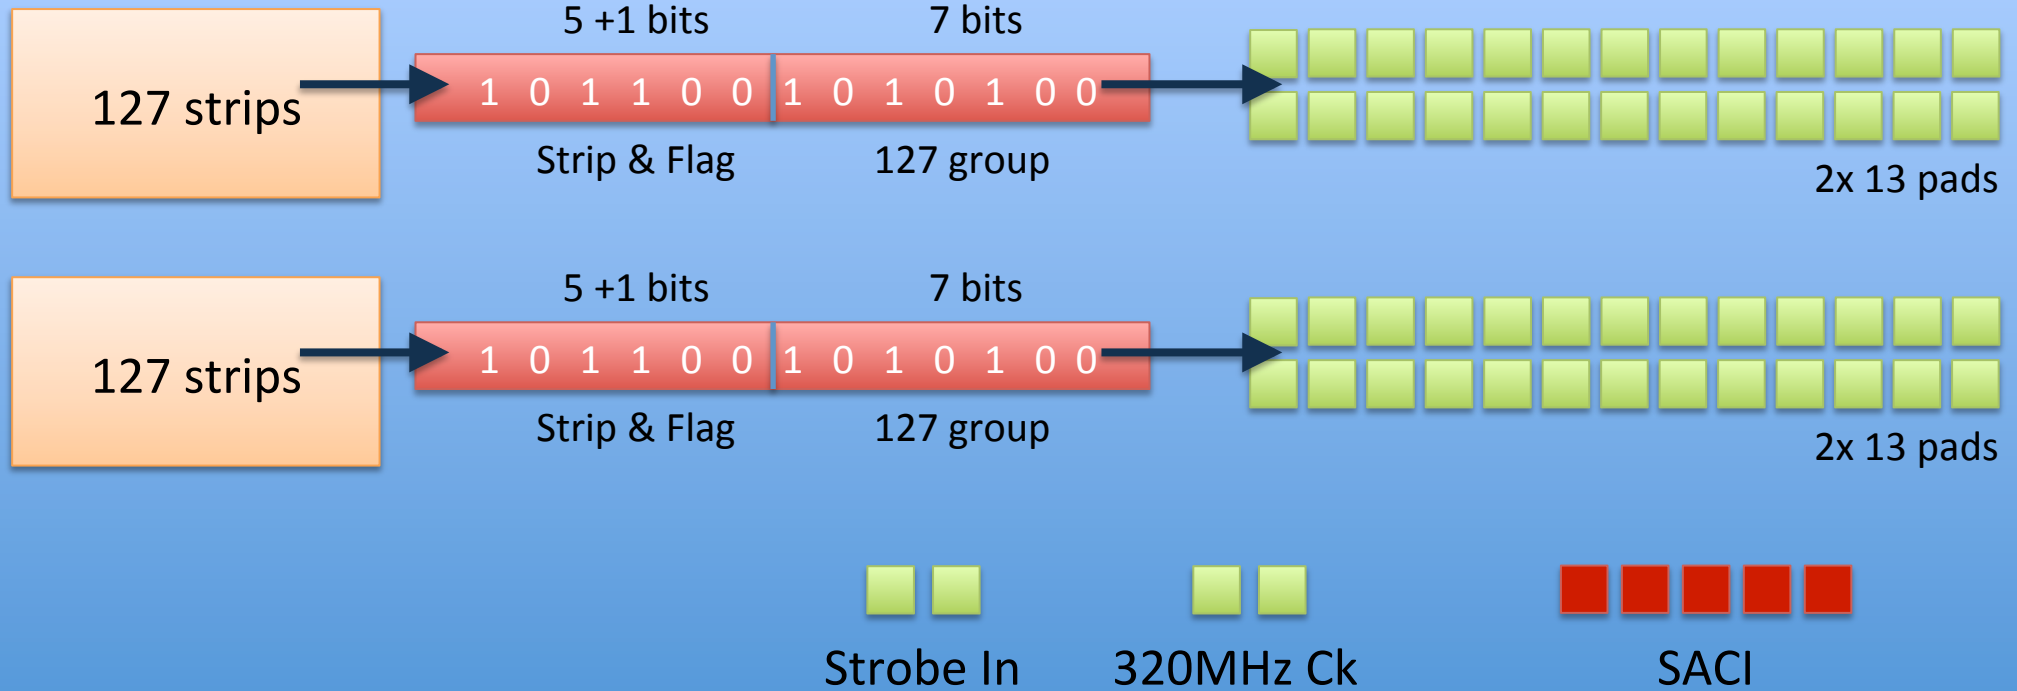 5 +1 bits 7 bits
127 strips
1 0 1 1 0 0 1 0 1 0 1 0 0
Strip & Flag 127 group
2x 13 pads
5 +1 bits 7 bits
127 strips
1 0 1 1 0 0 1 0 1 0 1 0 0
Strip & Flag 127 group
2x 13 pads
Strobe In 320MHz Ck SACI